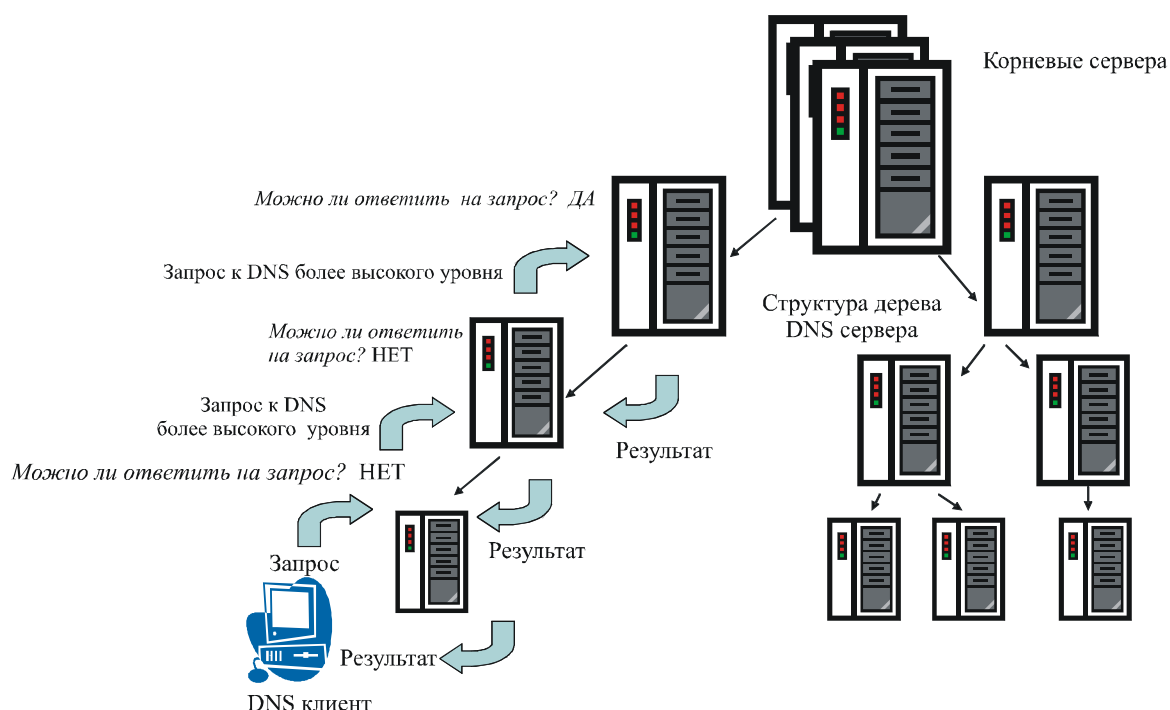 Корневые сервера
Можно ли ответить на запрос? ДА
Запрос к DNS более высокого уровня
Структура дерева
DNS сервера
Можно ли ответить
на запрос? НЕТ
Запрос к DNS
более высокого уровня
Результат
Можно ли ответить на запрос? НЕТ
Результат
Запрос
Результат
DNS клиент